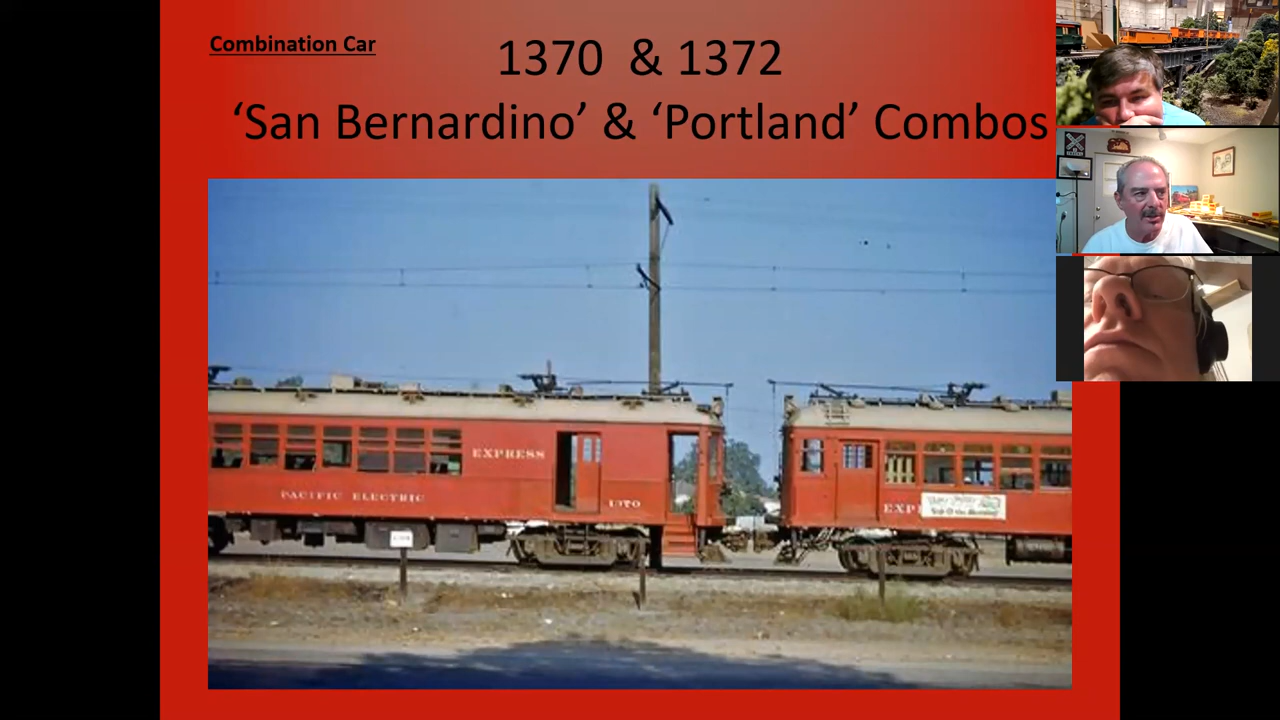 Combination Car
1370 & 1372
‘San Bernardino’ & ‘Portland’ Combos
EXPRESS
PACIFIC ELECTRIC
1370